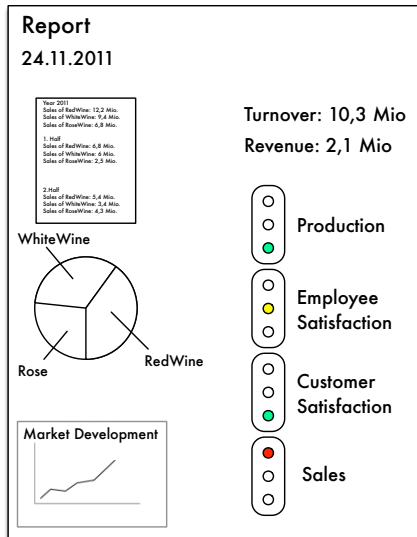 Report
24.11.2011
Year 2011
Sales of RedWine: 12,2 Mio.
Sales of WhiteWine: 9,4 Mio.
Sales of RoseWine: 6,8 Mio.
1. Half
Sales of RedWine: 6,8 Mio.
Sales of WhiteWine: 6 Mio.
Sales of RoseWine: 2,5 Mio.
2.Half
Sales of RedWine: 5,4 Mio.
Sales of WhiteWine: 3,4 Mio.
Sales of RoseWine: 4,3 Mio.
WhiteWine
Rose
RedWine
Market Development
Turnover: 10,3 Mio
Revenue: 2,1 Mio
Production
Employee
Satisfaction
Customer
Satisfaction
Sales